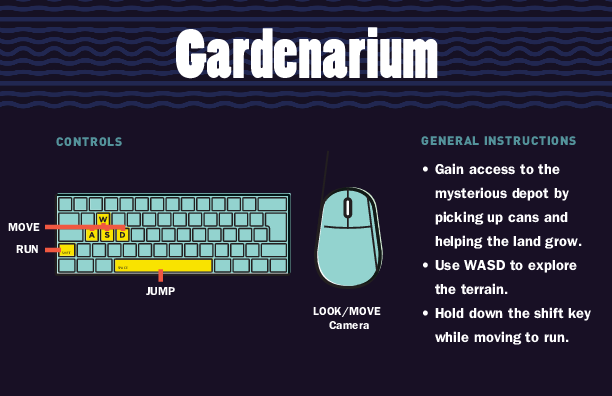 Gardenarium
CONTROLS
W
A S D
MOVE
RUN
JUMP
LOOK/MOVE
Camera
GENERAL INSTRUCTIONS
• Gain access to the
mysterious depot by
picking up cans and
helping the land grow.
• Use WASD to explore
the terrain.
• Hold down the shift key
while moving to run.